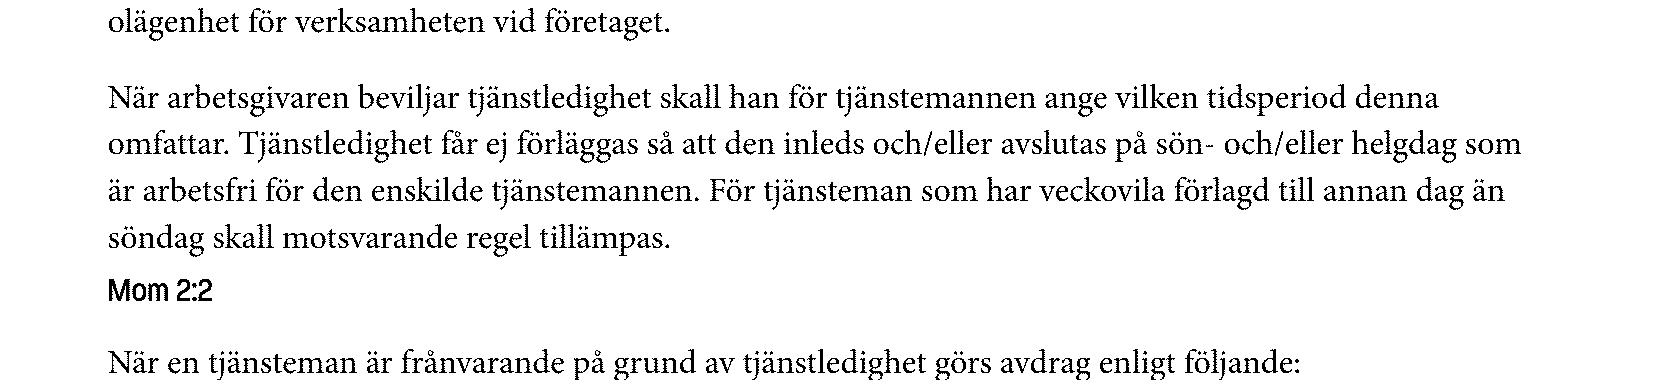 olägenhet för verksamheten vid företaget.
När arbetsgivaren beviljar tjänstledighet skall han för tjänstemannen ange vilken tidsperiod denna
omfattar. Tjänstledighet får ej förläggas så att den inleds och/eller avslutas på sön- och/eller helgdag som
är arbetsfri för den enskilde tjänstemannen. För tjänsteman som har veckovila förlagd till annan dag än
söndag skall motsvarande regel tillämpas.
Mom 2:2
När en tjänsteman är frånvarande på grund av tjänstledighet görs avdrag enligt följande: